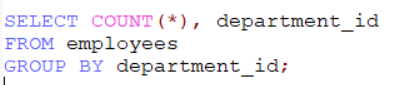 SELECT COUNT(*), department_id
FROM employees
GROUP BY department_id;